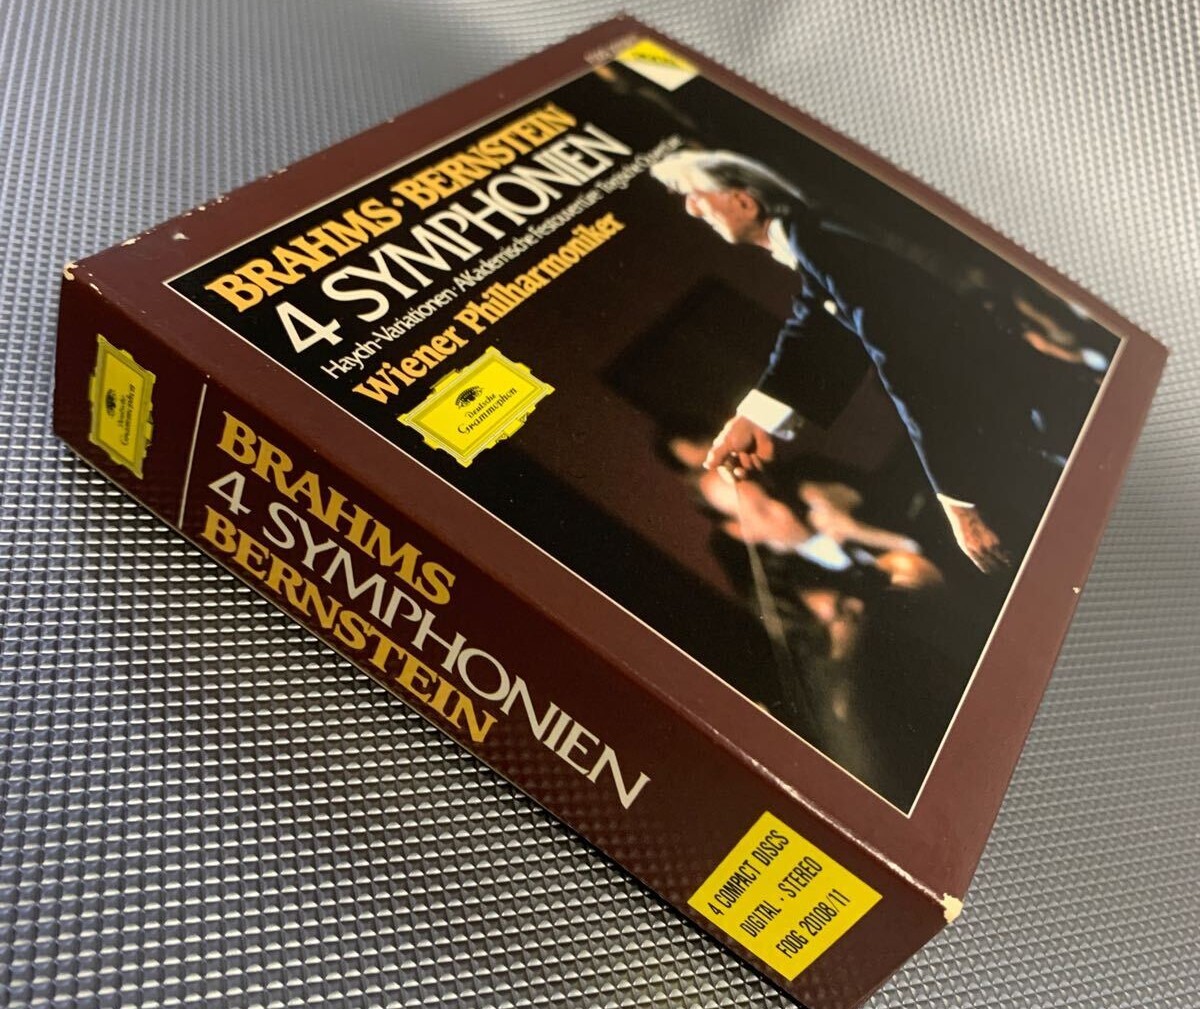 BRAHMS・BERNSTEIN
4 SYMPHONIEN
Haydn-Variationen・Akademische Festouvertüre・Tragische Ouvertüre
Wiener Philharmoniker
Deutsche
Grammophon
Deutsche
Grammophon
BRAHMS
4 SYMPHONIEN
BERNSTEIN
4 COMPACT DISCS
DIGITAL・STEREO
FOOG 20108/11